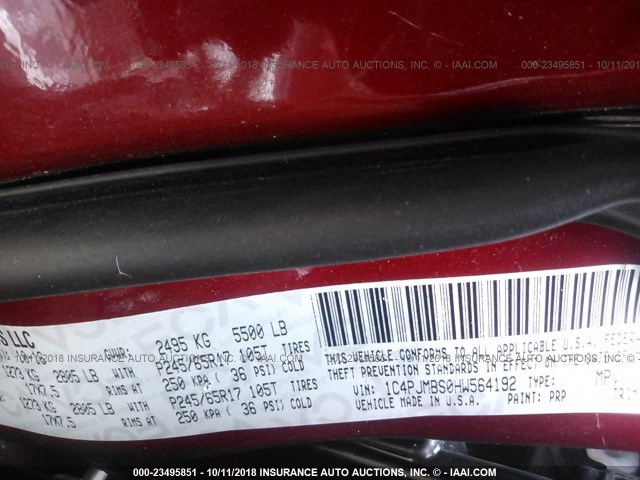 000-23495851 - 10/11/2018 INSURANCE AUTO AUCTIONS, INC. © - IAAI.COM
S LLC
GVWR: 2495 KG 5500 LB
1273 KG 2805 LB WITH P245/65R17 105T TIRES
17X7.5 RIMS AT 250 KPA ( 36 PSI) COLD
1273 KG 2805 LB WITH P245/65R17 105T TIRES
17X7.5 RIMS AT 250 KPA ( 36 PSI) COLD
THIS VEHICLE CONFORMS TO ALL APPLICABLE U.S.A. FEDER
THEFT PREVENTION STANDARDS IN EFFECT ON
VIN: 1C4PJMBS0HW564192 TYPE: MP
VEHICLE MADE IN U.S.A. PAINT: PRP
000-23495851 - 10/11/2018 INSURANCE AUTO AUCTIONS, INC. © - IAAI.COM